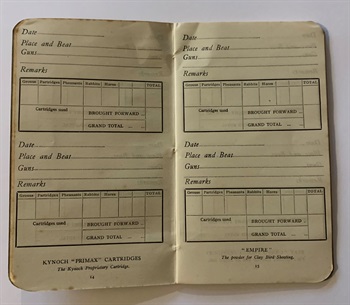 Date
Place and Beat
Guns
Remarks
Grouse Partridges Pheasants Rabbits Hares TOTAL
Cartridges used BROUGHT FORWARD ...
GRAND TOTAL ...
Date
Place and Beat
Guns
Remarks
Grouse Partridges Pheasants Rabbits Hares TOTAL
Cartridges used BROUGHT FORWARD ...
GRAND TOTAL ...
KYNOCH "PRIMAX" CARTRIDGES
The Kynoch Proprietary Cartridge.
Date
Place and Beat
Guns
Remarks
Grouse Partridges Pheasants Rabbits Hares TOTAL
Cartridges used BROUGHT FORWARD ...
GRAND TOTAL ...
Date
Place and Beat
Guns
Remarks
Grouse Partridges Pheasants Rabbits Hares TOTAL
Cartridges used BROUGHT FORWARD ...
GRAND TOTAL ...
"EMPIRE"
The powder for Clay Bird Shooting.